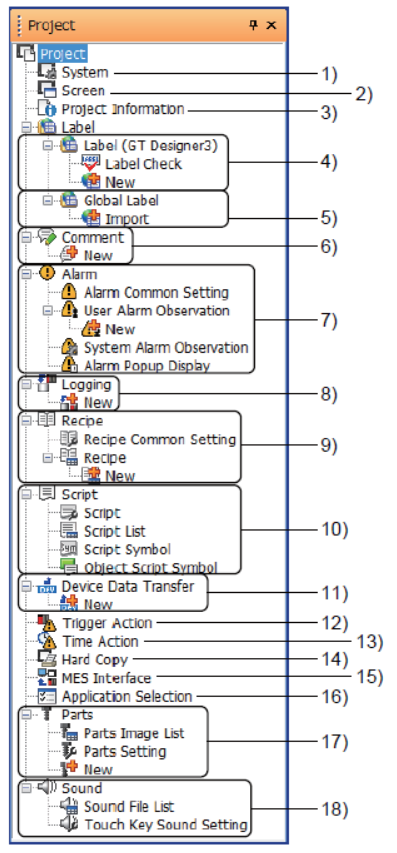 Project
Project
System 1)
Screen 2)
Project Information 3)
Label
Label (GT Designer3) 4)
Label Check
New
Global Label
Import 5)
Comment 6)
New
Alarm
Alarm Common Setting
User Alarm Observation 7)
New
System Alarm Observation
Alarm Popup Display
Logging 8)
New
Recipe
Recipe Common Setting 9)
Recipe
New
Script
Script
Script List 10)
Script Symbol
Object Script Symbol
Device Data Transfer 11)
New
Trigger Action 12)
Time Action 13)
Hard Copy 14)
MES Interface 15)
Application Selection 16)
Parts
Parts Image List 17)
Parts Setting
New
Sound
Sound File List 18)
Touch Key Sound Setting